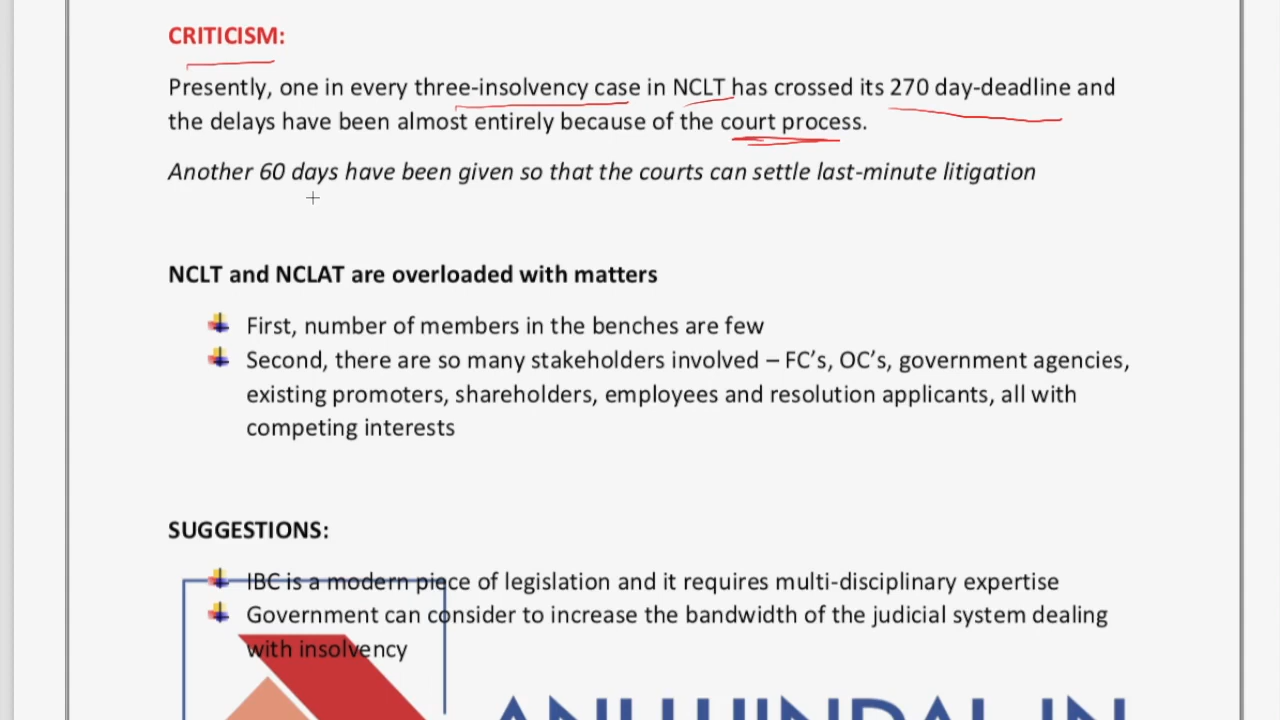 CRITICISM:
Presently, one in every three-insolvency case in NCLT has crossed its 270 day-deadline and
the delays have been almost entirely because of the court process.
Another 60 days have been given so that the courts can settle last-minute litigation
NCLT and NCLAT are overloaded with matters
First, number of members in the benches are few
Second, there are so many stakeholders involved – FC’s, OC’s, government agencies,
existing promoters, shareholders, employees and resolution applicants, all with
competing interests
SUGGESTIONS:
IBC is a modern piece of legislation and it requires multi-disciplinary expertise
Government can consider to increase the bandwidth of the judicial system dealing
with insolvency